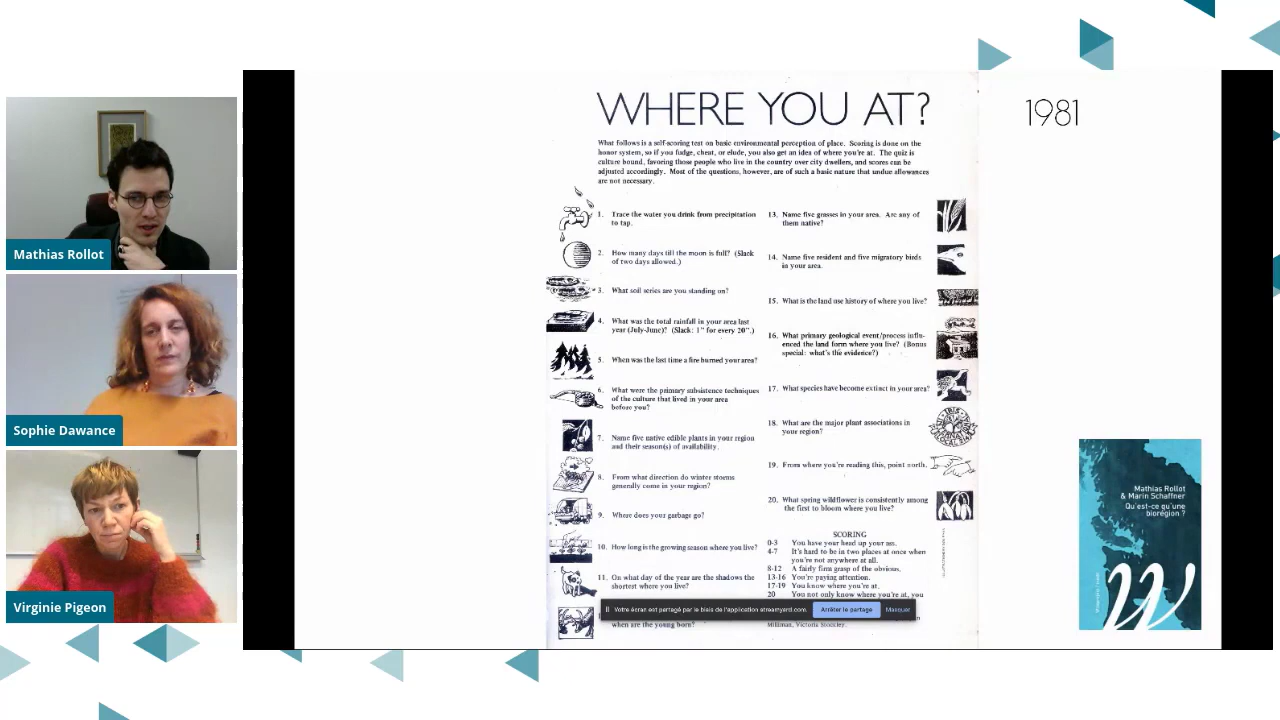 Mathias Rollot
Sophie Dawance
Virginie Pigeon
WHERE YOU AT?
1981
What follows is a self-scoring test on basic environmental perception of place. Scoring is done on the
honor system, so if you fudge, cheat, or elude, you also get an idea of where you're at. The quiz is
culture bound, favoring those people who live in the country over city dwellers, and scores can be
adjusted accordingly. Most of the questions, however, are of such a basic nature that undue allowances
are not necessary.
1. Trace the water you drink from precipitation
to tap.
2. How many days till the moon is full? (Slack
of two days allowed.)
3. What soil series are you standing on?
4. What was the total rainfall in your area last
year (July-June)? (Slack: 1" for every 20".)
5. When was the last time a fire burned your area?
6. What were the primary subsistence techniques
of the culture that lived in your area
before you?
7. Name five native edible plants in your region
and their season(s) of availability.
8. From what direction do winter storms
generally come in your region?
9. Where does your garbage go?
10. How long is the growing season where you live?
11. On what day of the year are the shadows the
shortest where you live?
when are the young born?
13. Name five grasses in your area. Are any of
them native?
14. Name five resident and five migratory birds
in your area.
15. What is the land use history of where you live?
16. What primary geological event/process influ-
enced the land form where you live? (Bonus
special: what's the evidence?)
17. What species have become extinct in your area?
18. What are the major plant associations in
your region?
19. From where you're reading this, point north.
20. What spring wildflower is consistently among
the first to bloom where you live?
SCORING
0-3 You have your head up your ass.
4-7 It's hard to be in two places at once when
you're not anywhere at all.
8-12 A fairly firm grasp of the obvious.
13-16 You're paying attention.
17-19 You know where you're at.
20 You not only know where you're at, you
Milliman, Victoria Stockley.
Votre écran est partagé par le biais de l'application streamyard.com.
Arrêter le partage
Masquer
Mathias Rollot
& Marin Schaffner
Qu'est-ce qu'une
biorégion ?
W